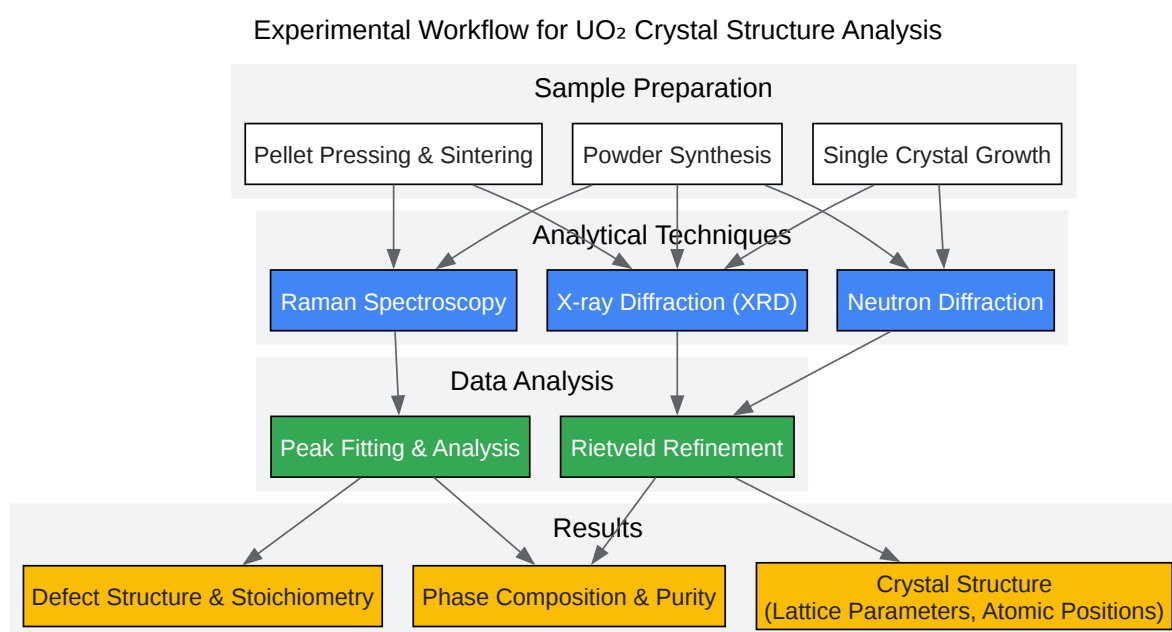 Experimental Workflow for UO₂ Crystal Structure Analysis
Sample Preparation
Pellet Pressing & Sintering
Powder Synthesis
Single Crystal Growth
Analytical Techniques
Raman Spectroscopy
X-ray Diffraction (XRD)
Neutron Diffraction
Data Analysis
Peak Fitting & Analysis
Rietveld Refinement
Results
Defect Structure & Stoichiometry
Phase Composition & Purity
Crystal Structure
(Lattice Parameters, Atomic Positions)